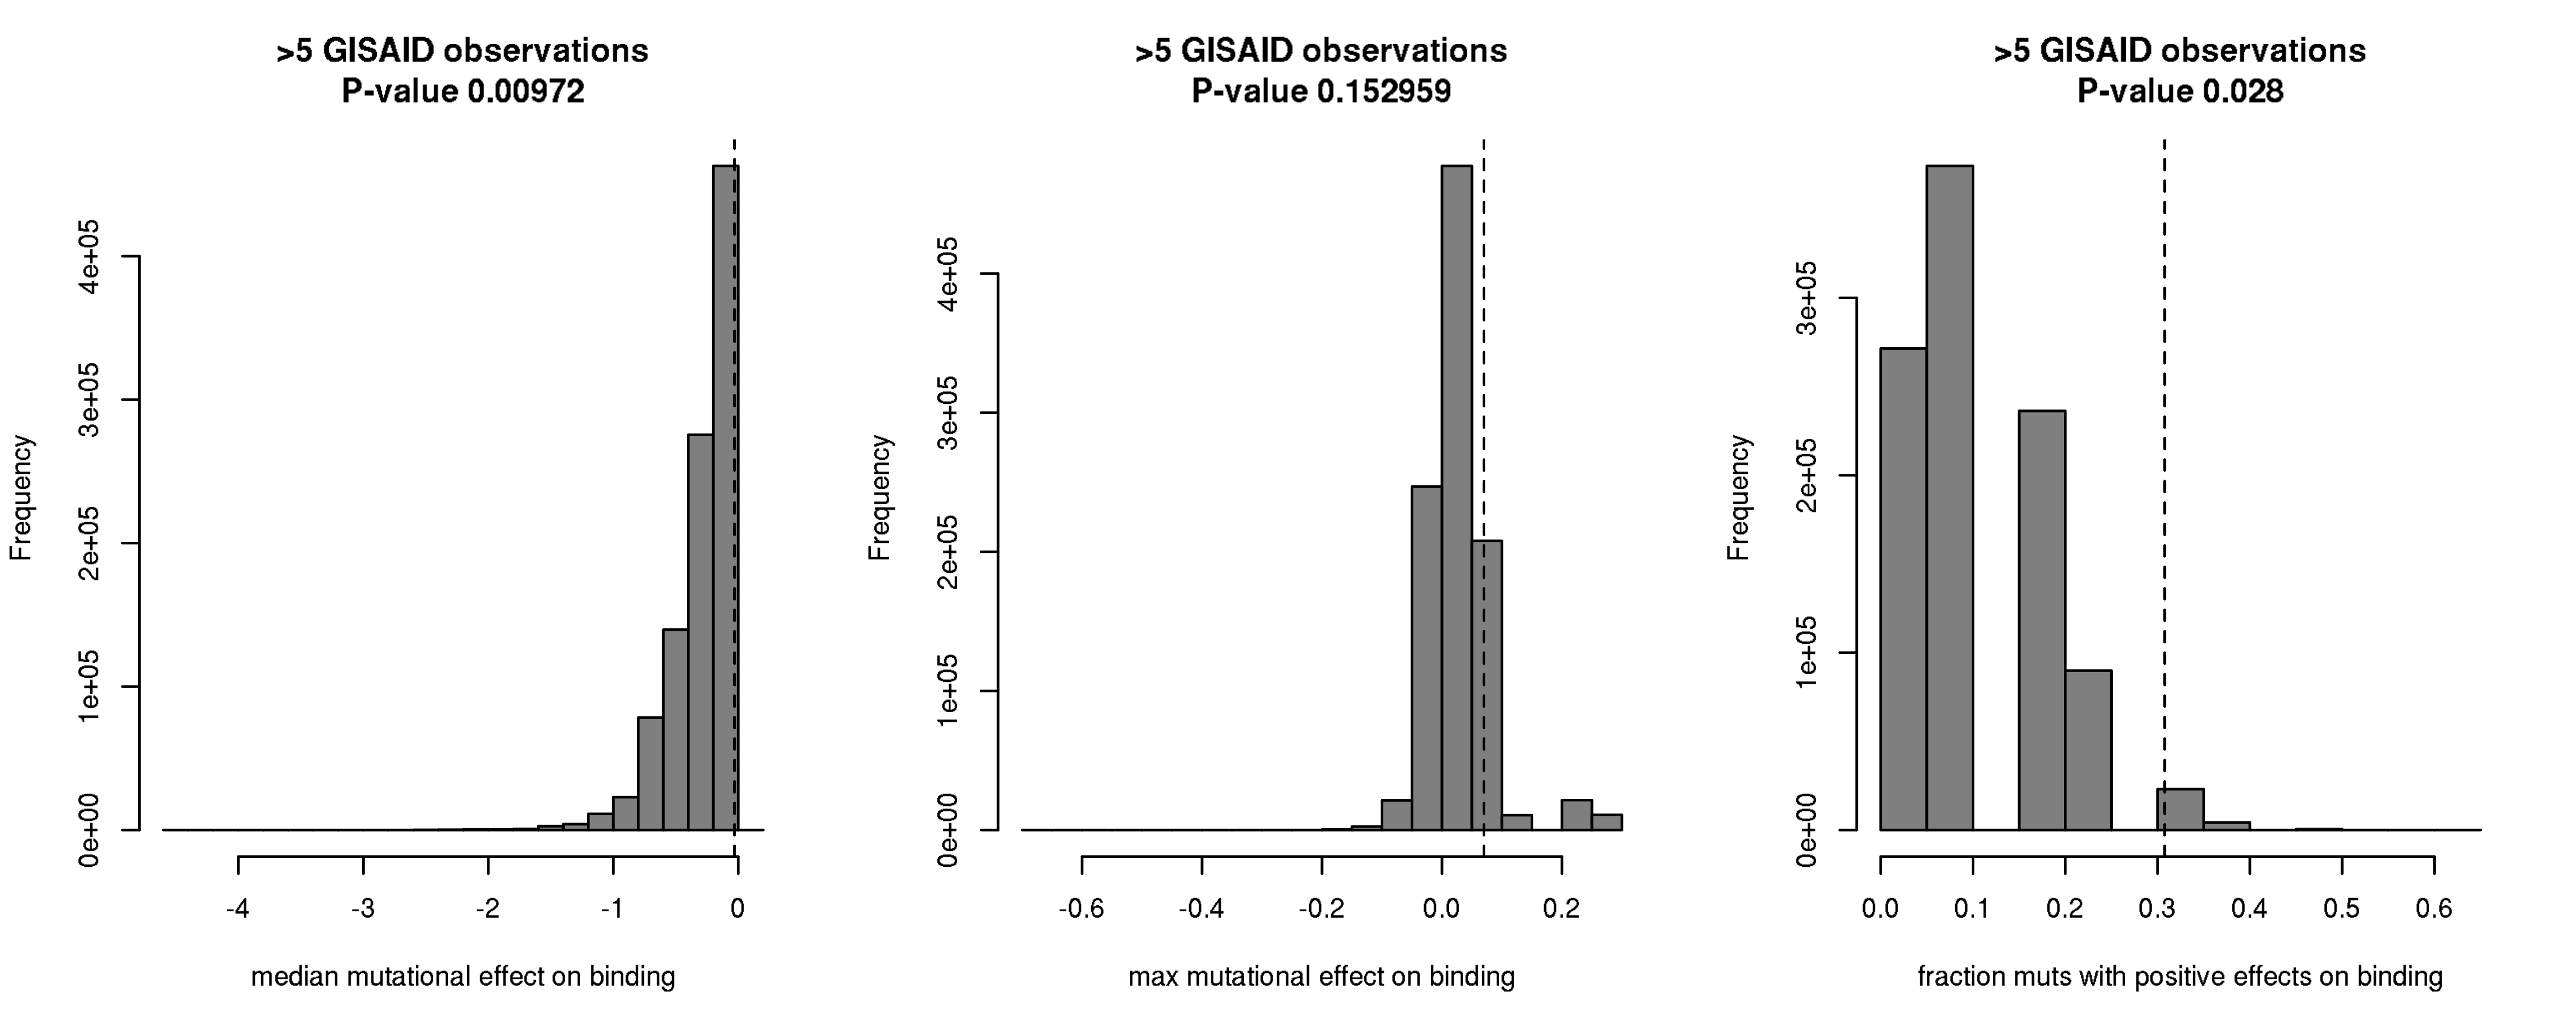 >5 GISAID observations
P-value 0.00972
Frequency
0e+00
1e+05
2e+05
3e+05
4e+05
-4
-3
-2
-1
0
median mutational effect on binding
>5 GISAID observations
P-value 0.152959
Frequency
0e+00
1e+05
2e+05
3e+05
4e+05
-0.6
-0.4
-0.2
0.0
0.2
max mutational effect on binding
>5 GISAID observations
P-value 0.028
Frequency
0e+00
1e+05
2e+05
3e+05
0.0
0.1
0.2
0.3
0.4
0.5
0.6
fraction muts with positive effects on binding